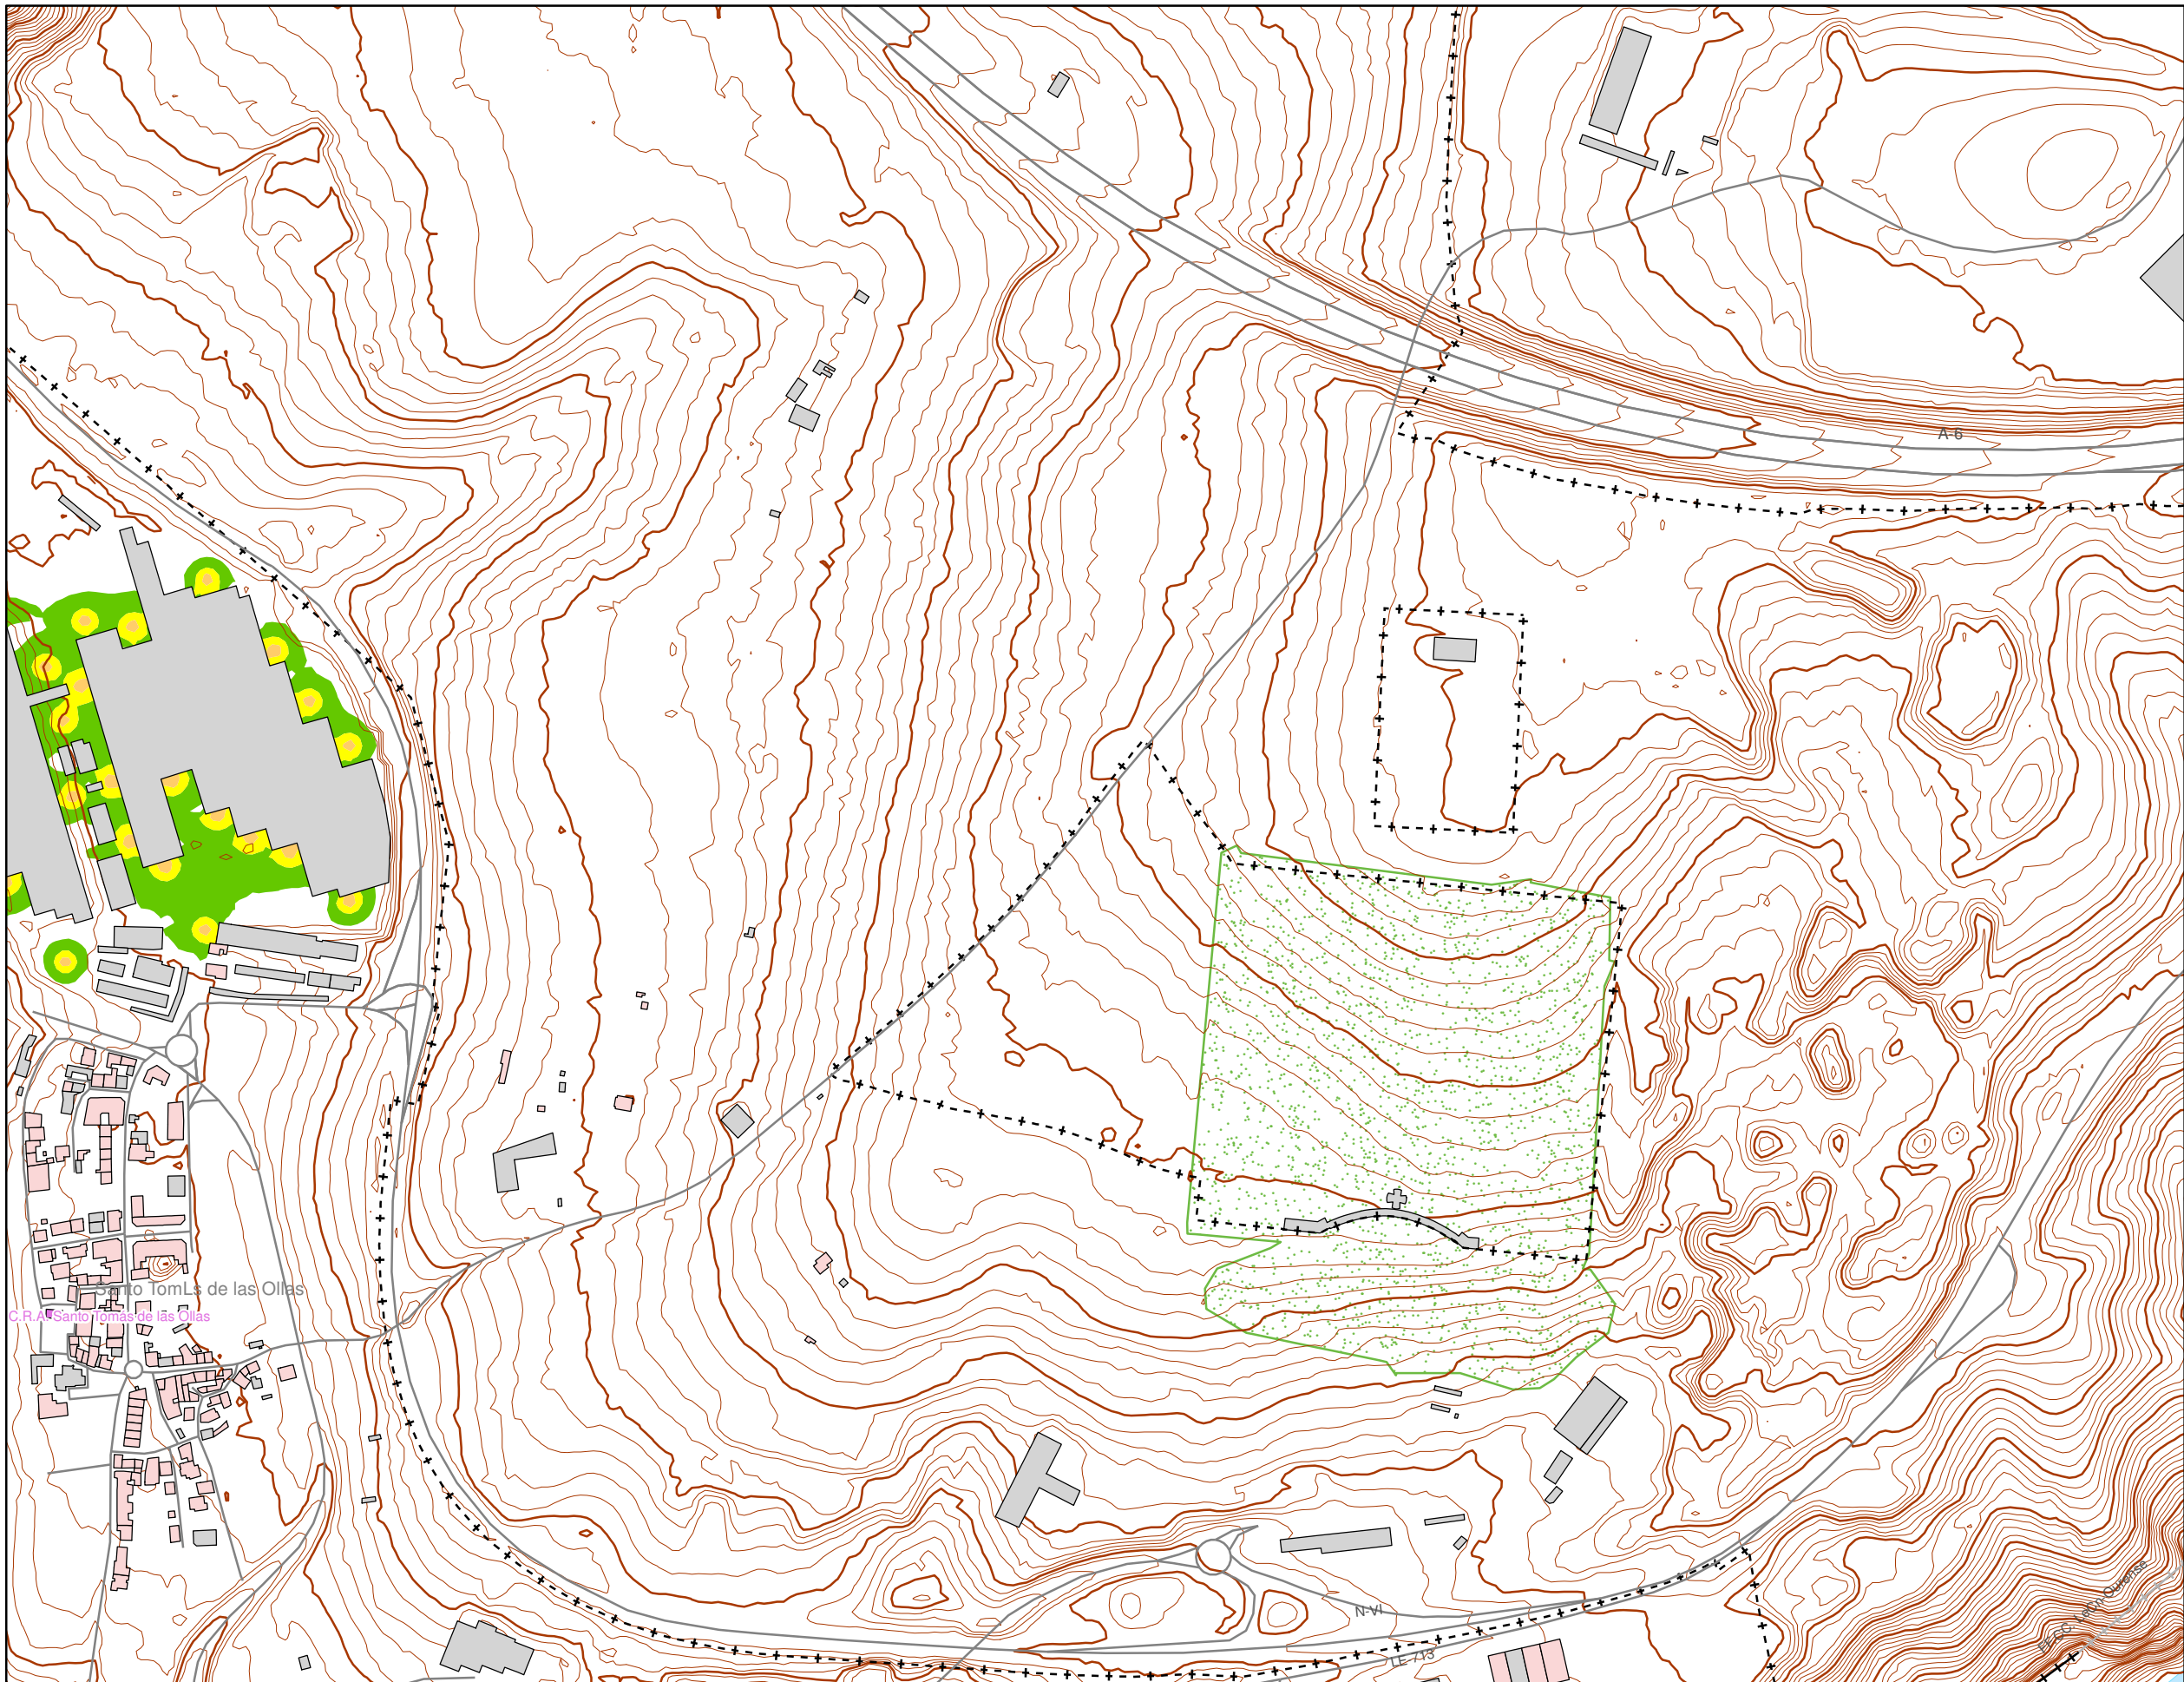 A-6
Santo TomLs de las Ollas
C.R.A. Santo Tomás de las Ollas
N-VI
LE-713